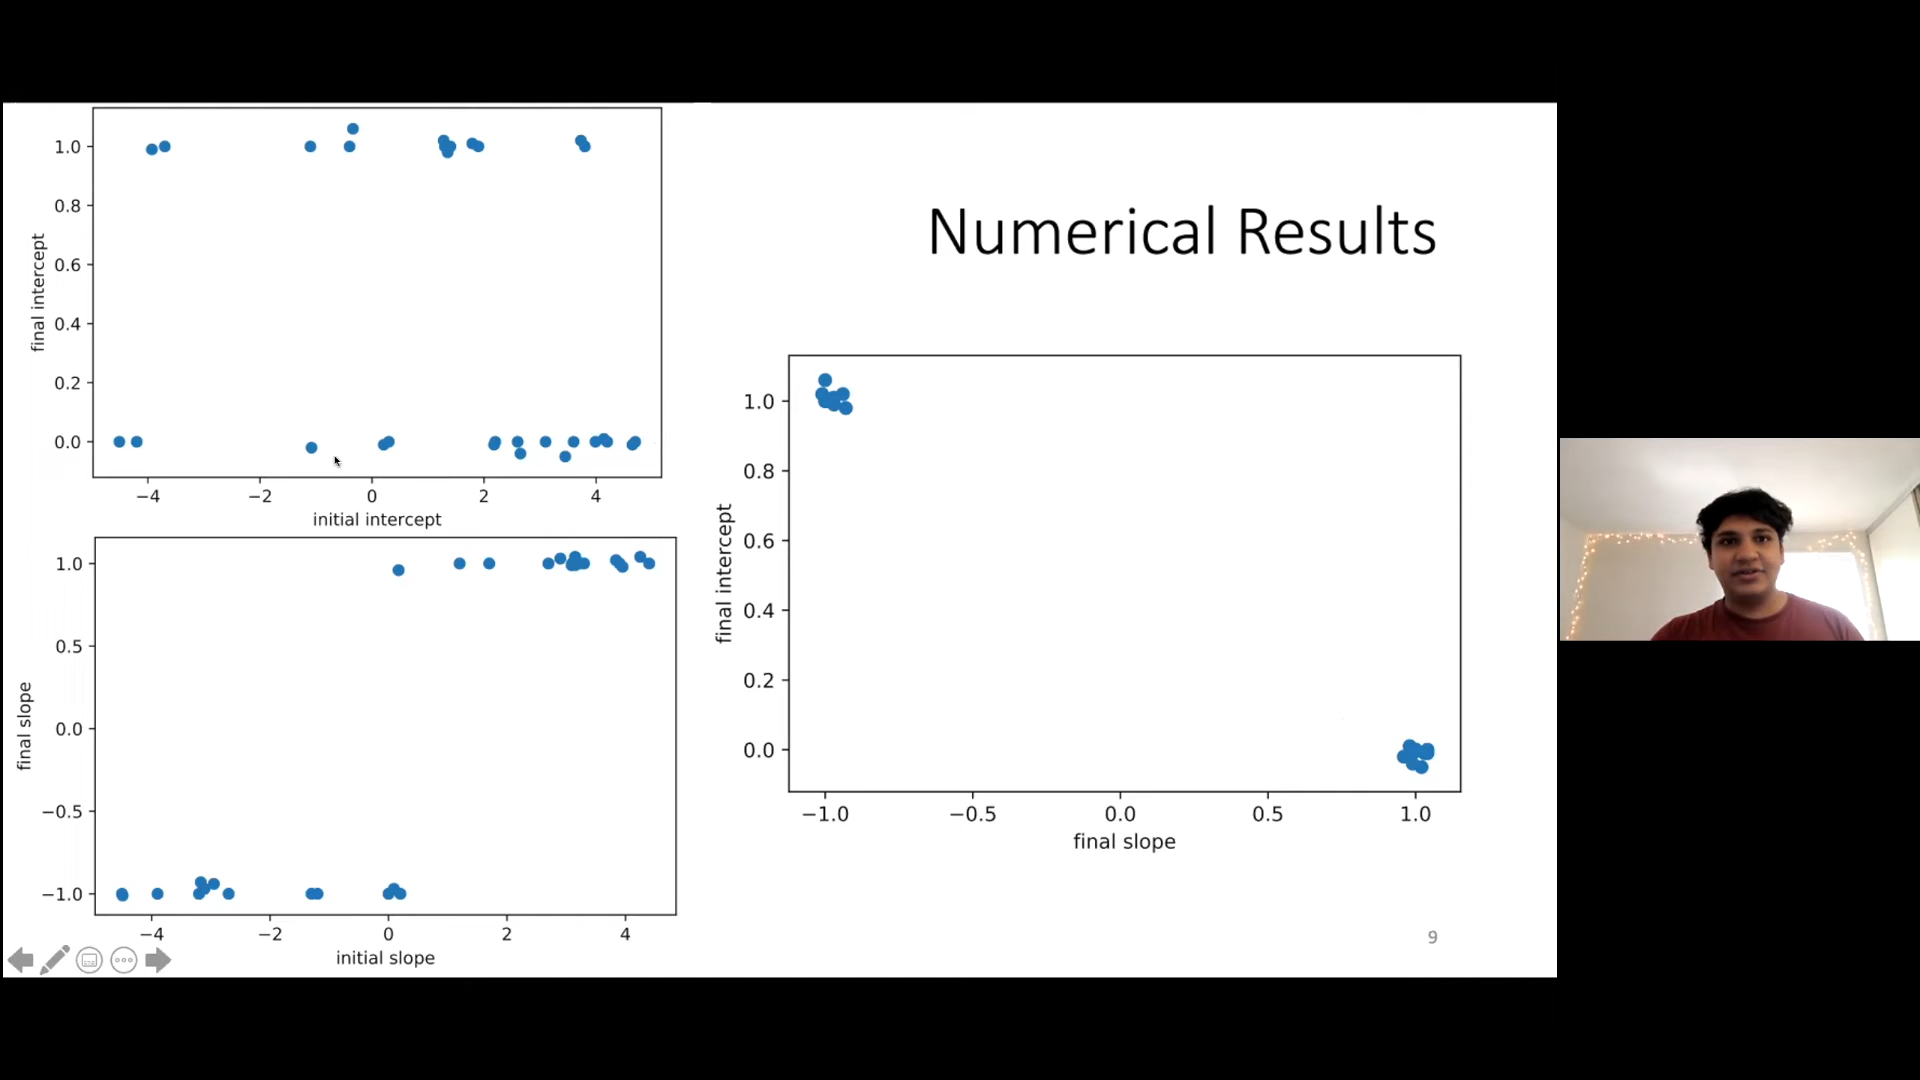 Numerical Results
1.0
0.8
0.6
0.4
0.2
0.0
final intercept
−4 −2 0 2 4
initial intercept
1.0
0.5
0.0
−0.5
−1.0
final slope
−4 −2 0 2 4
initial slope
1.0
0.8
0.6
0.4
0.2
0.0
final intercept
−1.0 −0.5 0.0 0.5 1.0
final slope
9